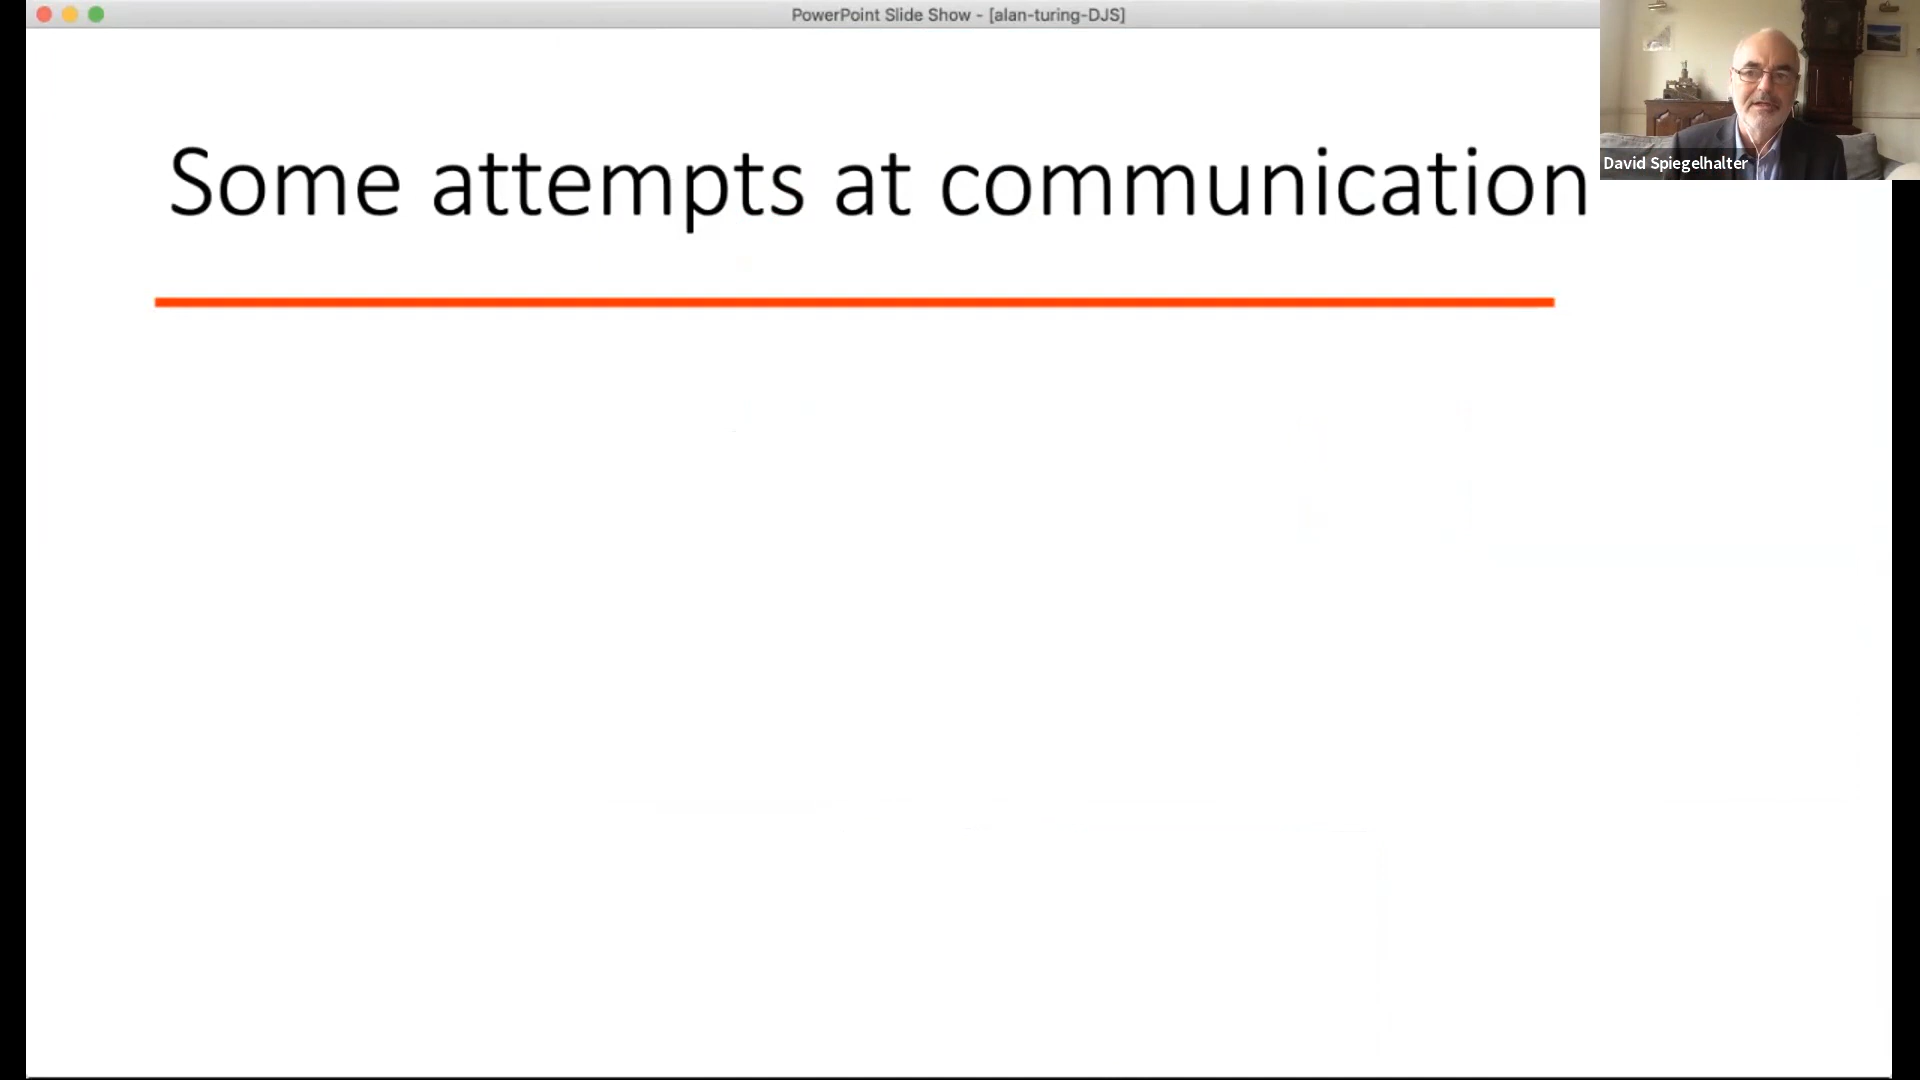 PowerPoint Slide Show - [alan-turing-DJS]
Some attempts at communication
David Spiegelhalter